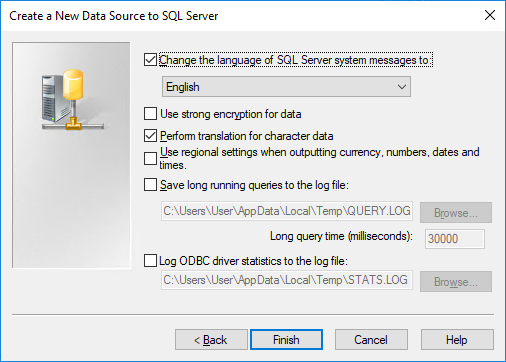 Create a New Data Source to SQL Server
Change the language of SQL Server system messages to:
English
Use strong encryption for data
Perform translation for character data
Use regional settings when outputting currency, numbers, dates and
times.
Save long running queries to the log file:
C:\Users\User\AppData\Local\Temp\QUERY.LOG Browse...
Long query time (milliseconds): 30000
Log ODBC driver statistics to the log file:
C:\Users\User\AppData\Local\Temp\STATS.LOG Browse...
< Back Finish Cancel Help